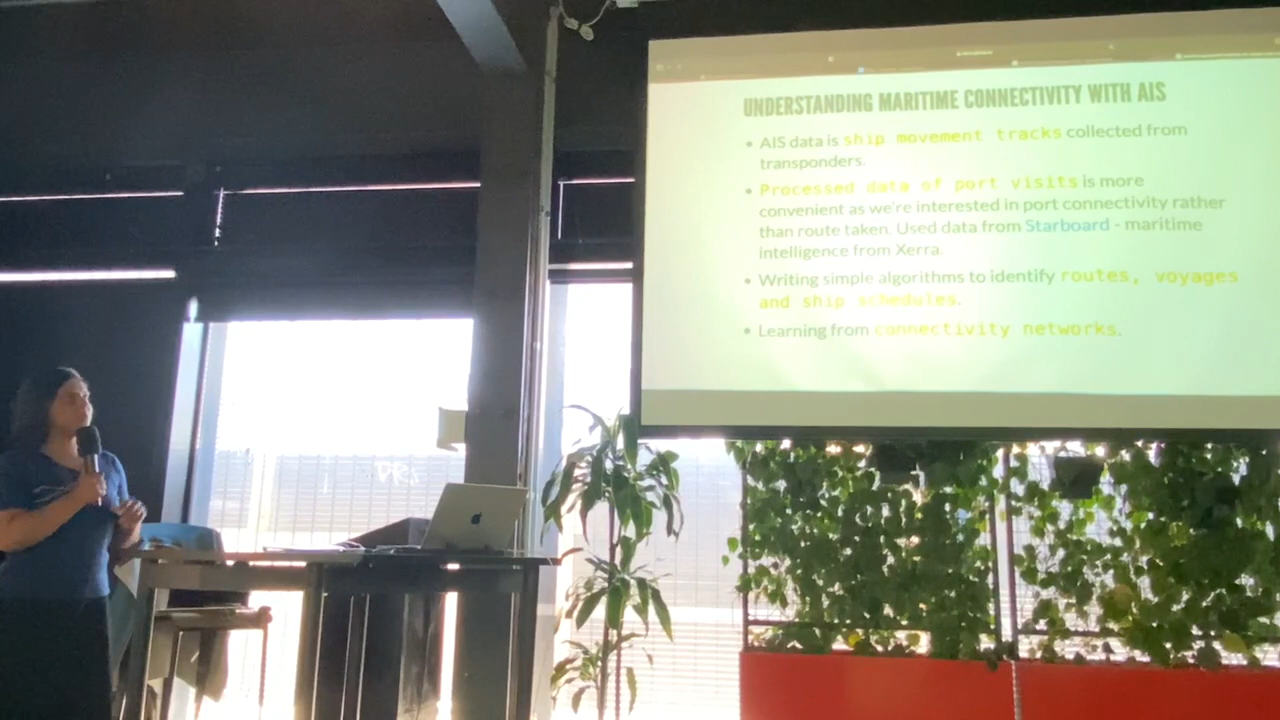 UNDERSTANDING MARITIME CONNECTIVITY WITH AIS
• AIS data is ship movement tracks collected from
transponders.
• Processed data of port visits is more
convenient as we're interested in port connectivity rather
than route taken. Used data from Starboard - maritime
intelligence from Xerra.
• Writing simple algorithms to identify routes, voyages
and ship schedules.
• Learning from connectivity networks.